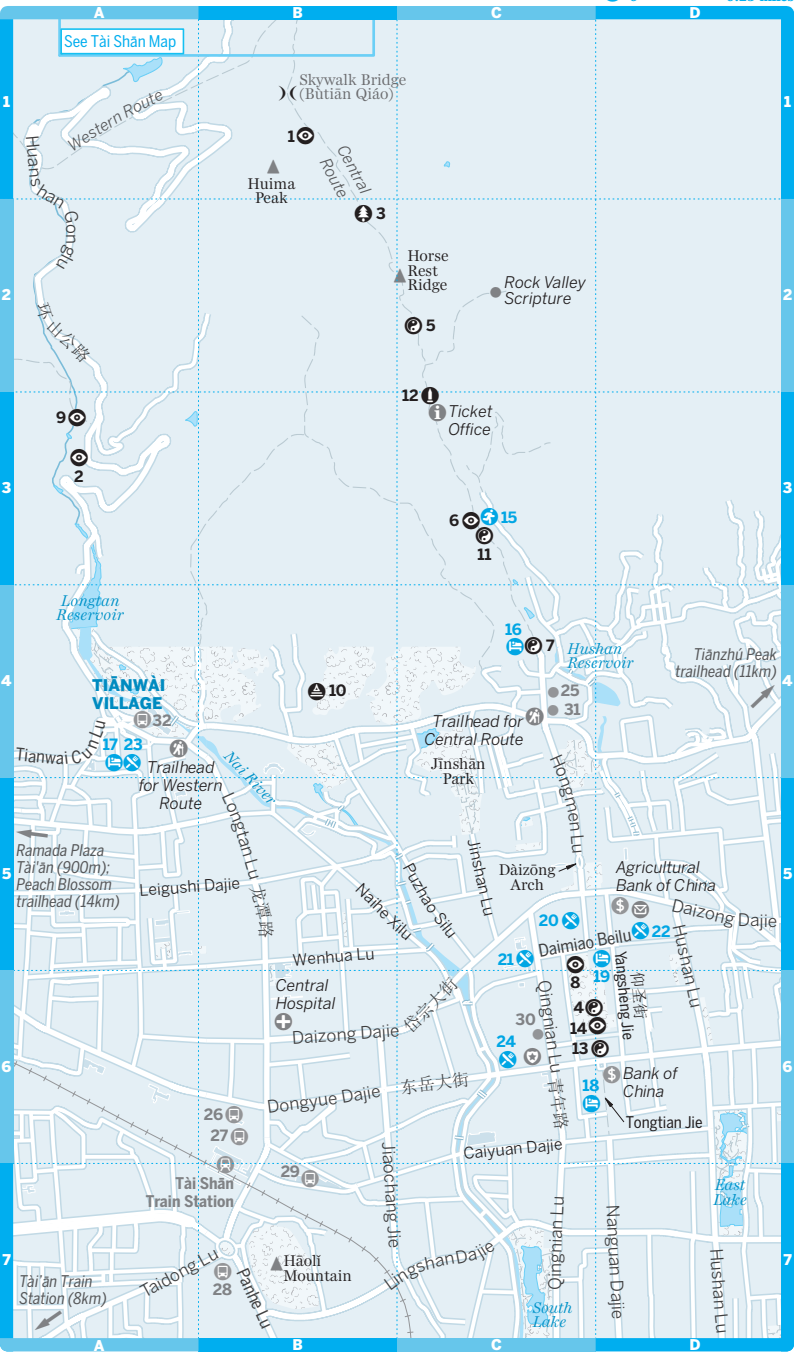 A
B
C
D
See Tài Shān Map
Skywalk Bridge
(Bùtiān Qiáo)
1
1
Western Route
1
Huima
Peak
Central
Route
Huanshan Gonglu
3
Horse
Rest
Ridge
Rock Valley
Scripture
2
2
环山公路
5
12
Ticket
Office
9
2
3
3
6
15
11
Longtan
Reservoir
16
7
Hushan
Reservoir
Tiānzhú Peak
trailhead (11km)
4
4
TIĀNWÀI
VILLAGE
10
25
32
31
Trailhead for
Central Route
Tianwai Cun Lu
17
23
Trailhead
for Western
Route
Nai River
Jīnshān
Park
Hongmen Lu
Longtan Lu 龙潭路
Ramada Plaza
Tài'ān (900m);
Peach Blossom
trailhead (14km)
5
5
Leigushi Dajie
Naihe Xilu
Puzhao Silu
Jinshan Lu
Dàizōng
Arch
Agricultural
Bank of China
Daizong Dajie
20
22
Daimiao Beilu
Hushan Lu
Wenhua Lu
21
8
19
Yangsheng Jie
仰圣街
Central
Hospital
Daizong Dajie 岱宗大街
Qingnian Lu 青年路
4
14
30
13
24
6
6
Dongyue Dajie 东岳大街
18
Bank of
China
Tongtian Jie
26
27
Caiyuan Dajie
Tài Shān
Train Station
29
Jiaochang Jie
East
Lake
7
7
Qingnian Lu
Nanguan Dajie
Hushan Lu
Lingshan Dajie
Hāolǐ
Mountain
Taidong Lu
28
Panhe Lu
Tài'ān Train
Station (8km)
South
Lake
A
B
C
D